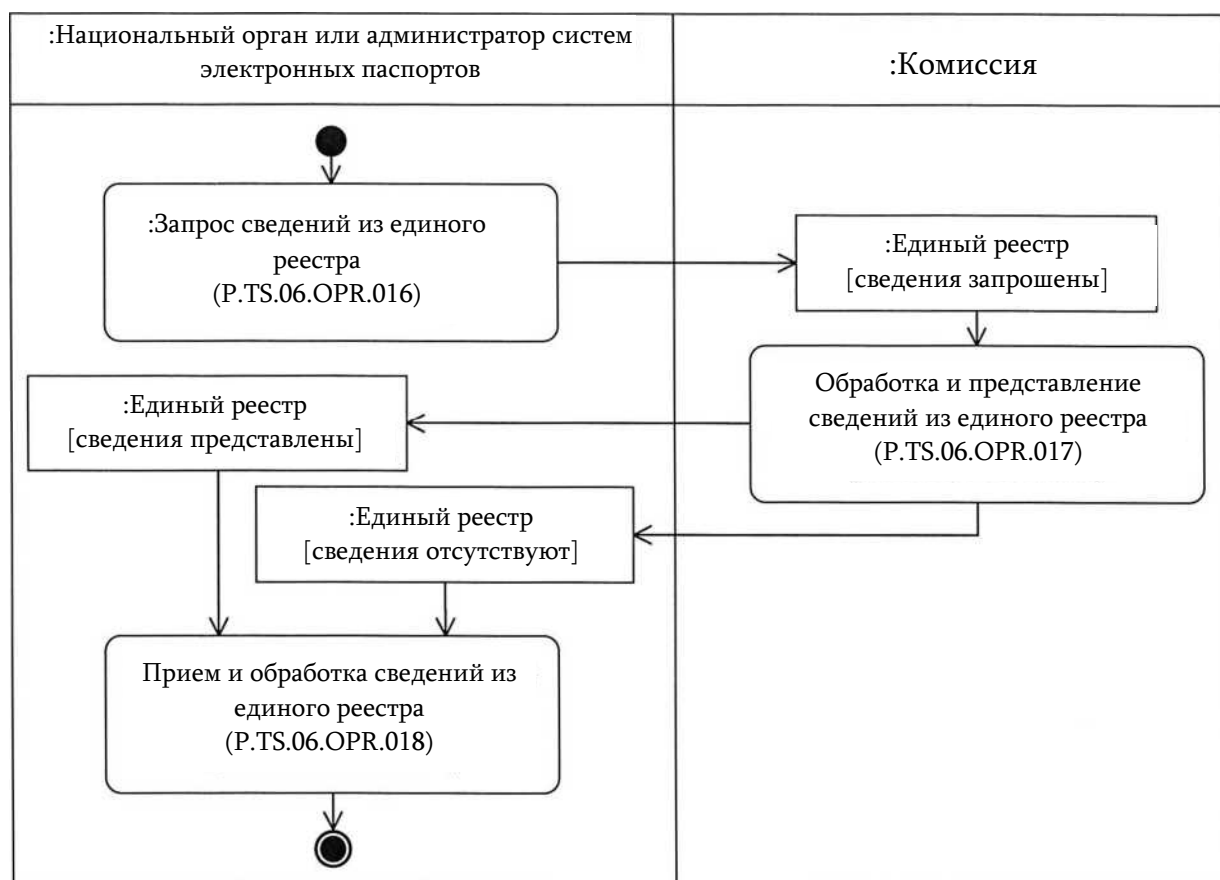 :Национальный орган или администратор систем
электронных паспортов
:Комиссия
:Запрос сведений из единого
реестра
(P.TS.06.OPR.016)
:Единый реестр
[сведения запрошены]
Обработка и представление
сведений из единого реестра
(P.TS.06.OPR.017)
:Единый реестр
[сведения представлены]
:Единый реестр
[сведения отсутствуют]
Прием и обработка сведений из
единого реестра
(P.TS.06.OPR.018)